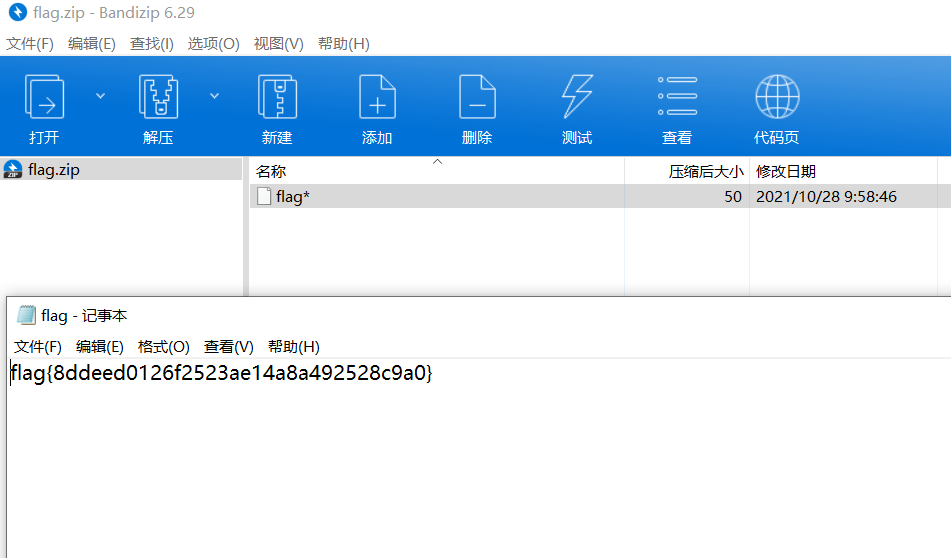 flag.zip - Bandizip 6.29
文件(F) 编辑(E) 查找(I) 选项(O) 视图(V) 帮助(H)
打开 解压 新建 添加 删除 测试 查看 代码页
flag.zip
名称 压缩后大小 修改日期
flag* 50 2021/10/28 9:58:46
flag - 记事本
文件(F) 编辑(E) 格式(O) 查看(V) 帮助(H)
flag{8ddeed0126f2523ae14a8a492528c9a0}